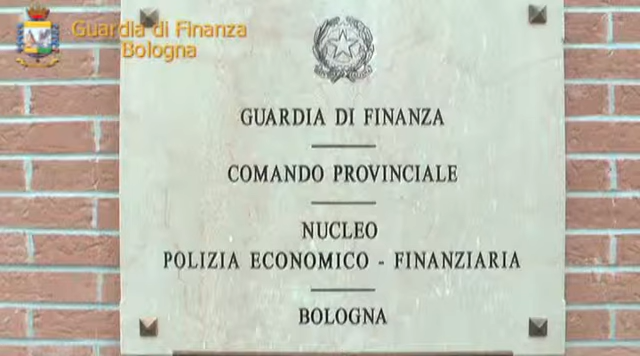 Guardia di Finanza
Bologna
GUARDIA DI FINANZA
COMANDO PROVINCIALE
NUCLEO
POLIZIA ECONOMICO - FINANZIARIA
BOLOGNA